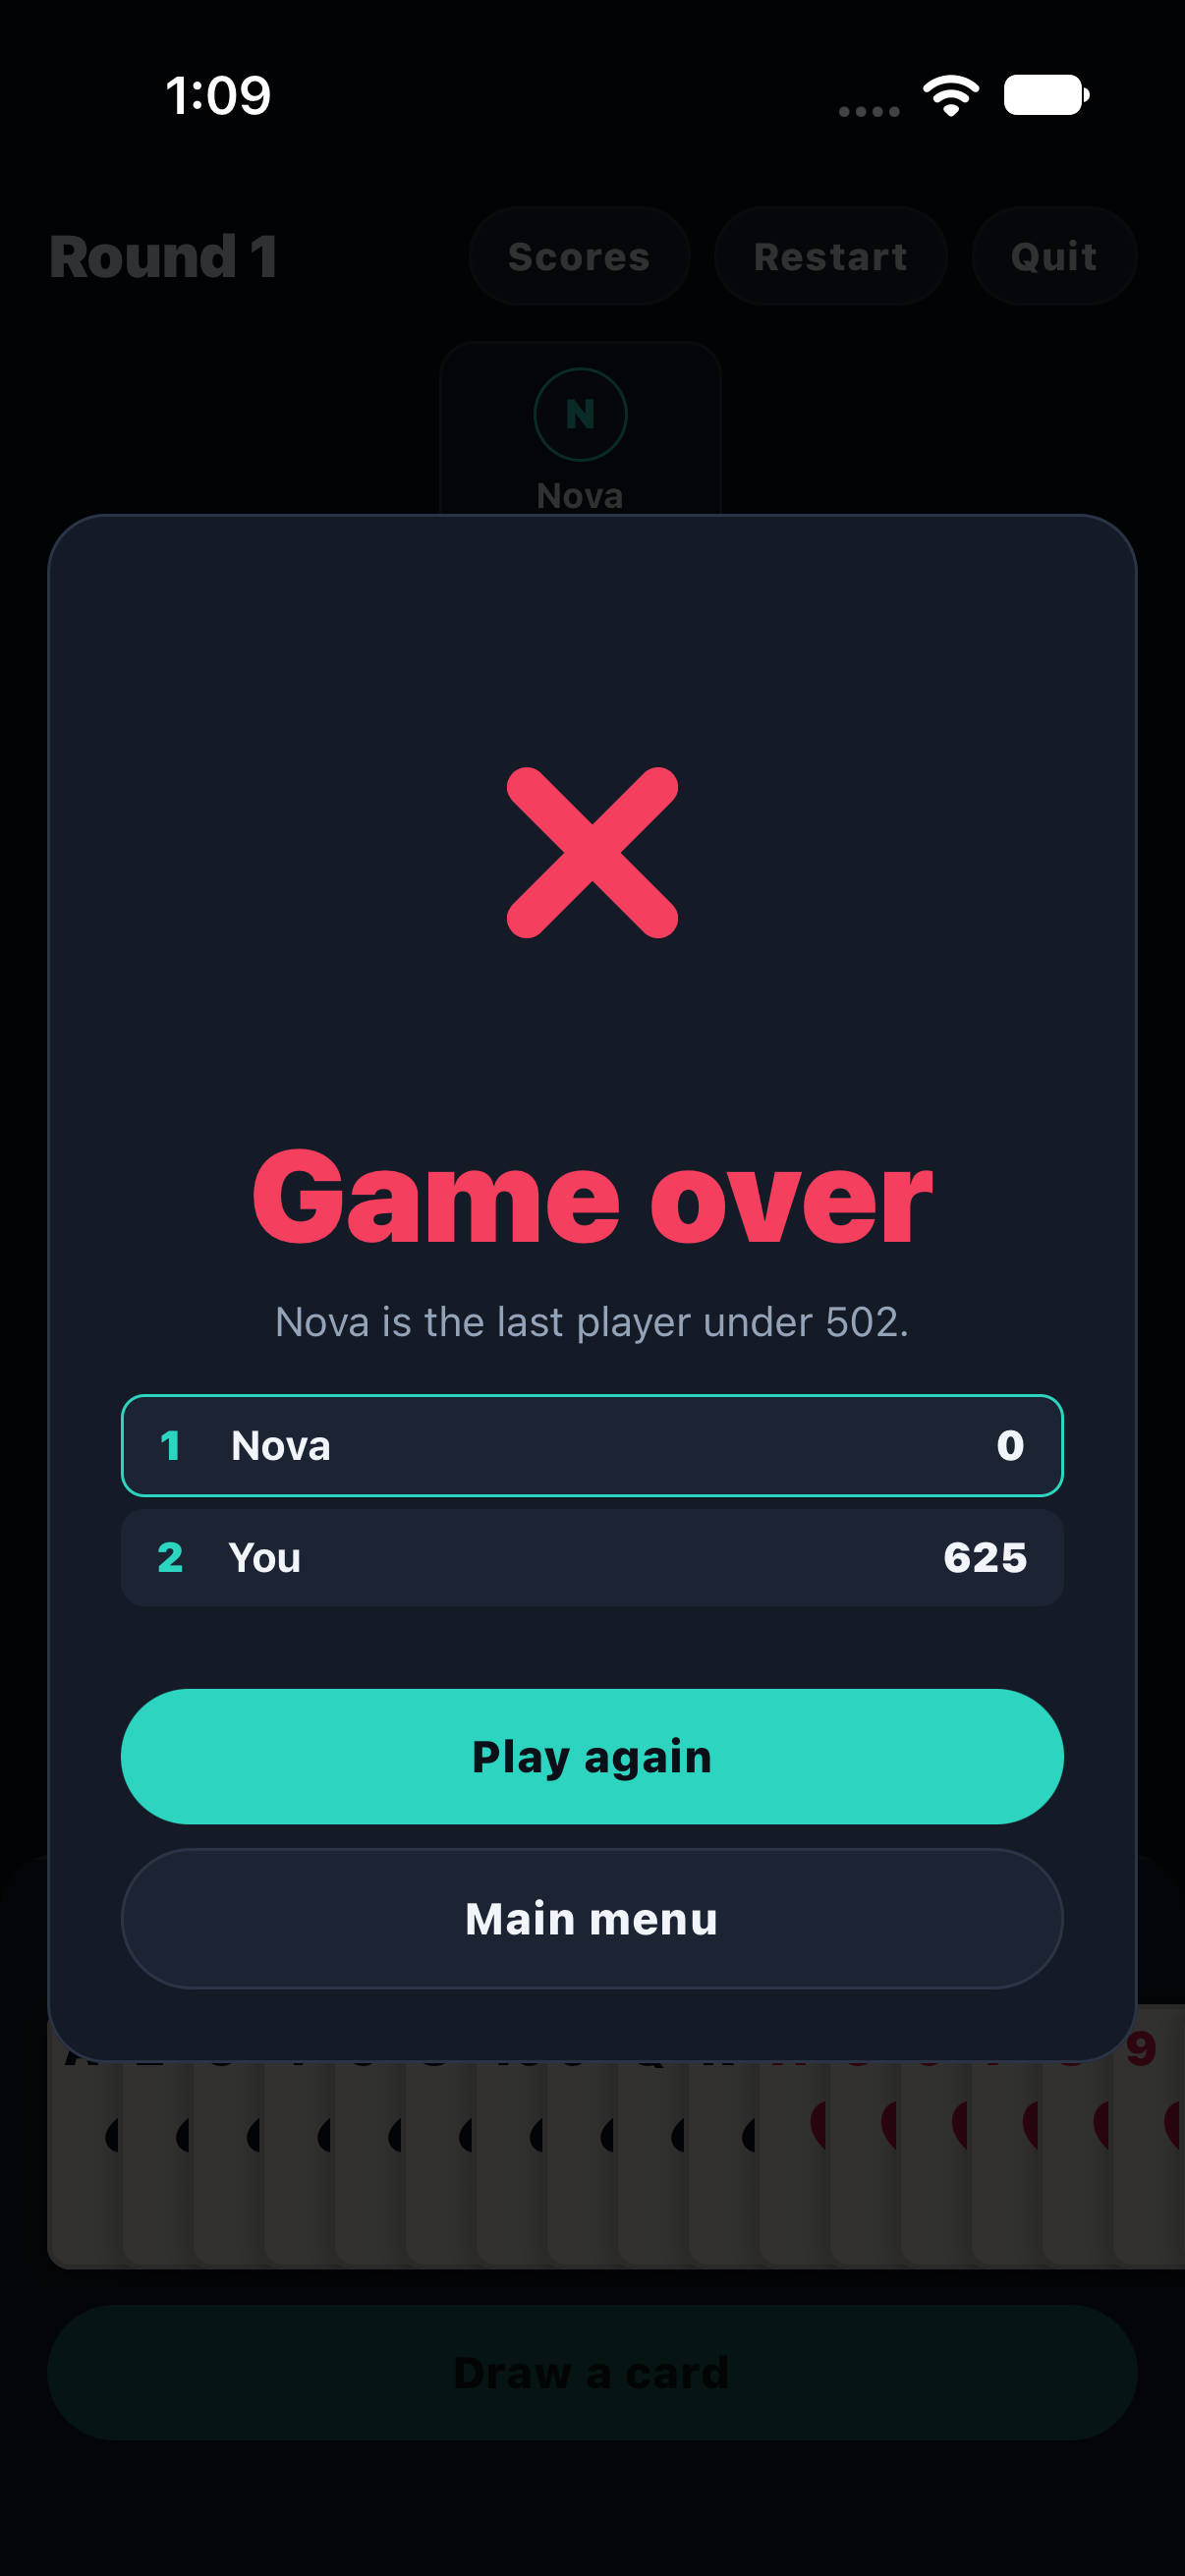 1:09
Round 1 Scores Restart Quit
N
Nova
Game over
Nova is the last player under 502.
1 Nova 0
2 You 625
Play again
Main menu
9
Draw a card